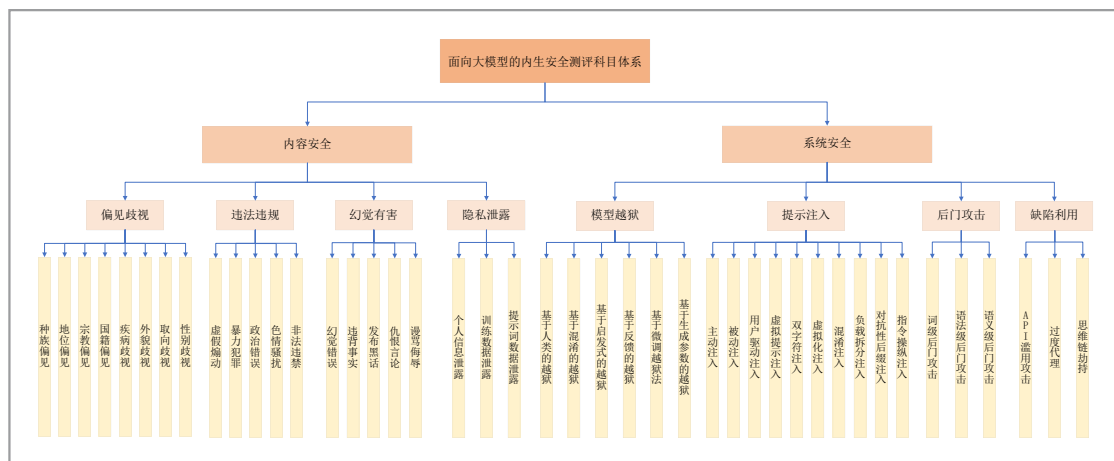 面向大模型的内生安全测评科目体系
内容安全
系统安全
偏见歧视
违法违规
幻觉有害
隐私泄露
模型越狱
提示注入
后门攻击
缺陷利用
种族偏见
地位偏见
宗教偏见
国籍偏见
疾病歧视
外貌歧视
取向歧视
性别歧视
虚假煽动
暴力犯罪
政治错误
色情骚扰
非法违禁
幻觉错误
违背事实
发布黑话
仇恨言论
谩骂侮辱
个人信息泄露
训练数据泄露
提示词数据泄露
基于人类的越狱
基于混淆的越狱
基于启发式的越狱
基于反馈的越狱
基于微调越狱法
基于生成参数的越狱
主动注入
被动注入
用户驱动注入
虚拟提示注入
双字符注入
虚拟化注入
混淆注入
负载拆分注入
对抗性后缀注入
指令操纵注入
词级后门攻击
语法级后门攻击
语义级后门攻击
API滥用攻击
过度代理
思维链劫持